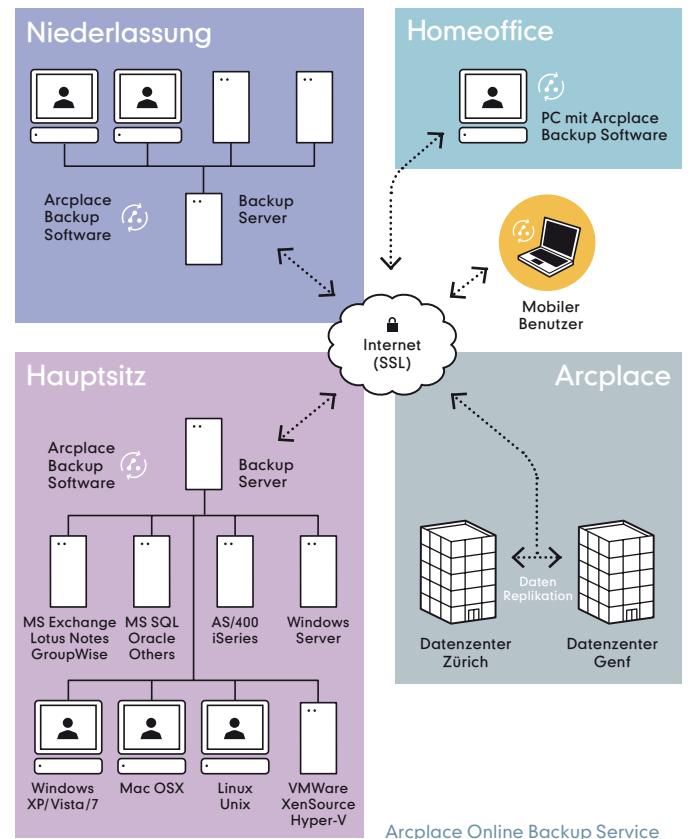 Niederlassung
Arcplace
Backup
Software
Backup
Server
Homeoffice
PC mit Arcplace
Backup Software
Mobiler
Benutzer
Internet
(SSL)
Hauptsitz
Arcplace
Backup
Software
Backup
Server
MS Exchange
Lotus Notes
GroupWise
MS SQL
Oracle
Others
AS/400
iSeries
Windows
Server
Windows
XP/Vista/7
Mac OSX
Linux
Unix
VMWare
XenSource
Hyper-V
Arcplace
Daten
Replikation
Datenzenter
Zürich
Datenzenter
Genf
Arcplace Online Backup Service